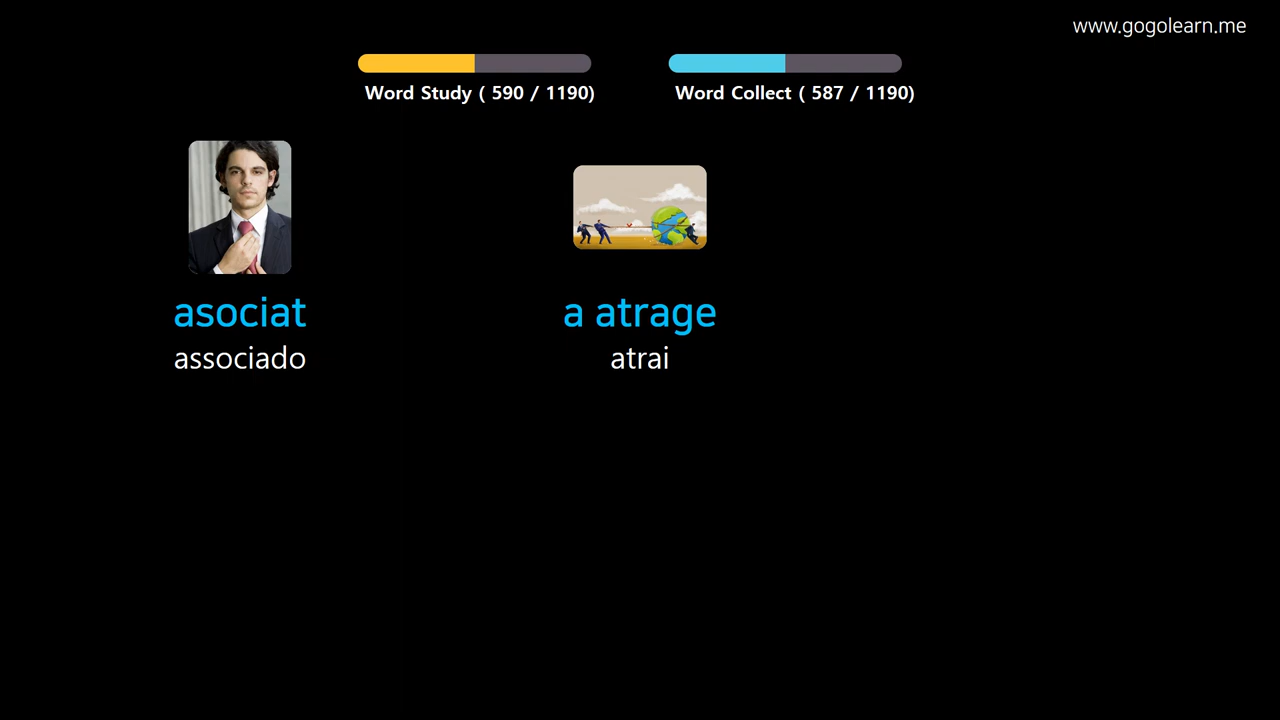 www.gogolearn.me
Word Study ( 590 / 1190)
Word Collect ( 587 / 1190)
asociat
associado
a atrage
atrai